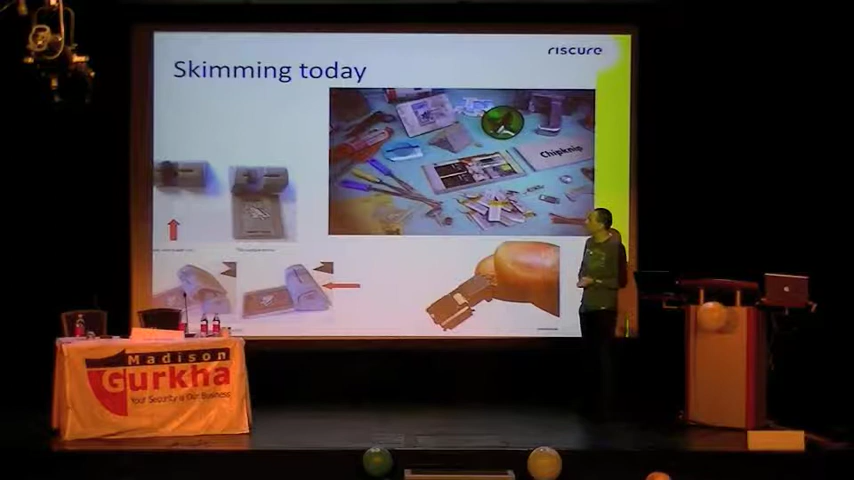 riscure
Skimming today
Chipknip
Madison
Gurkha
Your Security is Our Business